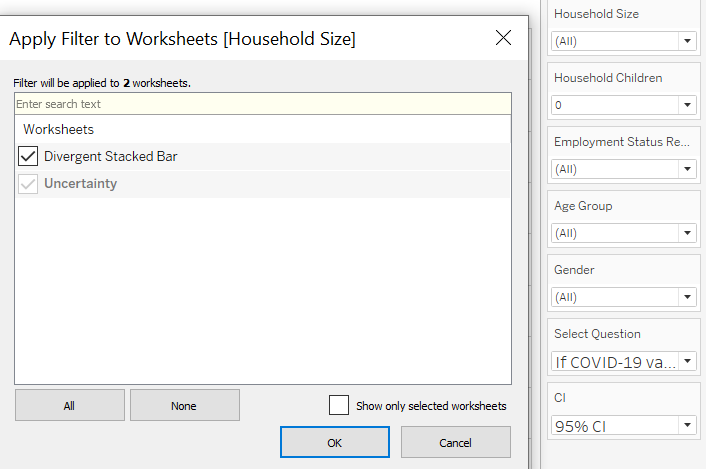 Apply Filter to Worksheets [Household Size]
Filter will be applied to 2 worksheets.
Enter search text
Worksheets
Divergent Stacked Bar
Uncertainty
All
None
Show only selected worksheets
OK
Cancel
Household Size
(All)
Household Children
0
Employment Status Re...
(All)
Age Group
(All)
Gender
(All)
Select Question
If COVID-19 va...
CI
95% CI